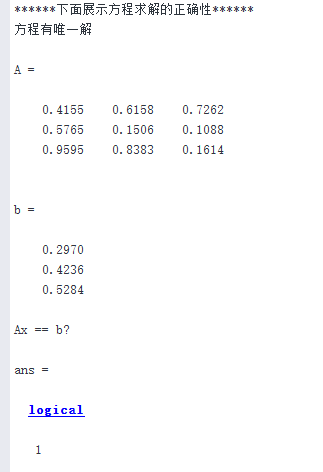 ******下面展示方程求解的正确性******
方程有唯一解
A =
0.4155 0.6158 0.7262
0.5765 0.1506 0.1088
0.9595 0.8383 0.1614
b =
0.2970
0.4236
0.5284
Ax == b?
ans =
logical
1